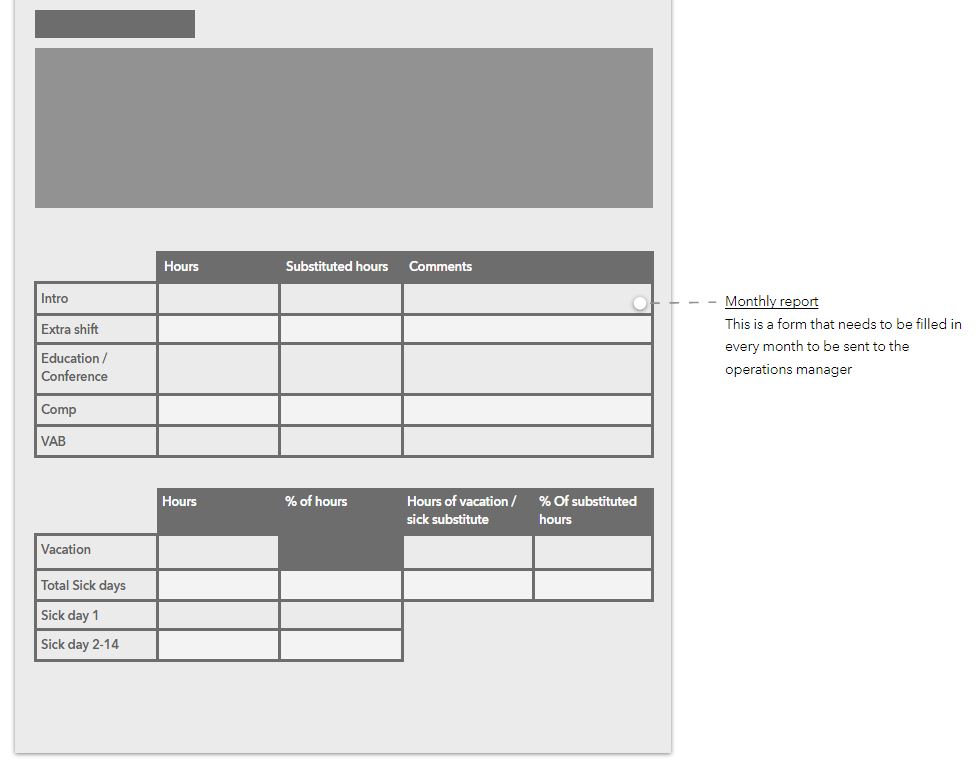 Hours Substituted hours Comments
Intro
Extra shift
Education /
Conference
Comp
VAB
Monthly report
This is a form that needs to be filled in
every month to be sent to the
operations manager
Hours % of hours Hours of vacation / % Of substituted
sick substitute hours
Vacation
Total Sick days
Sick day 1
Sick day 2-14